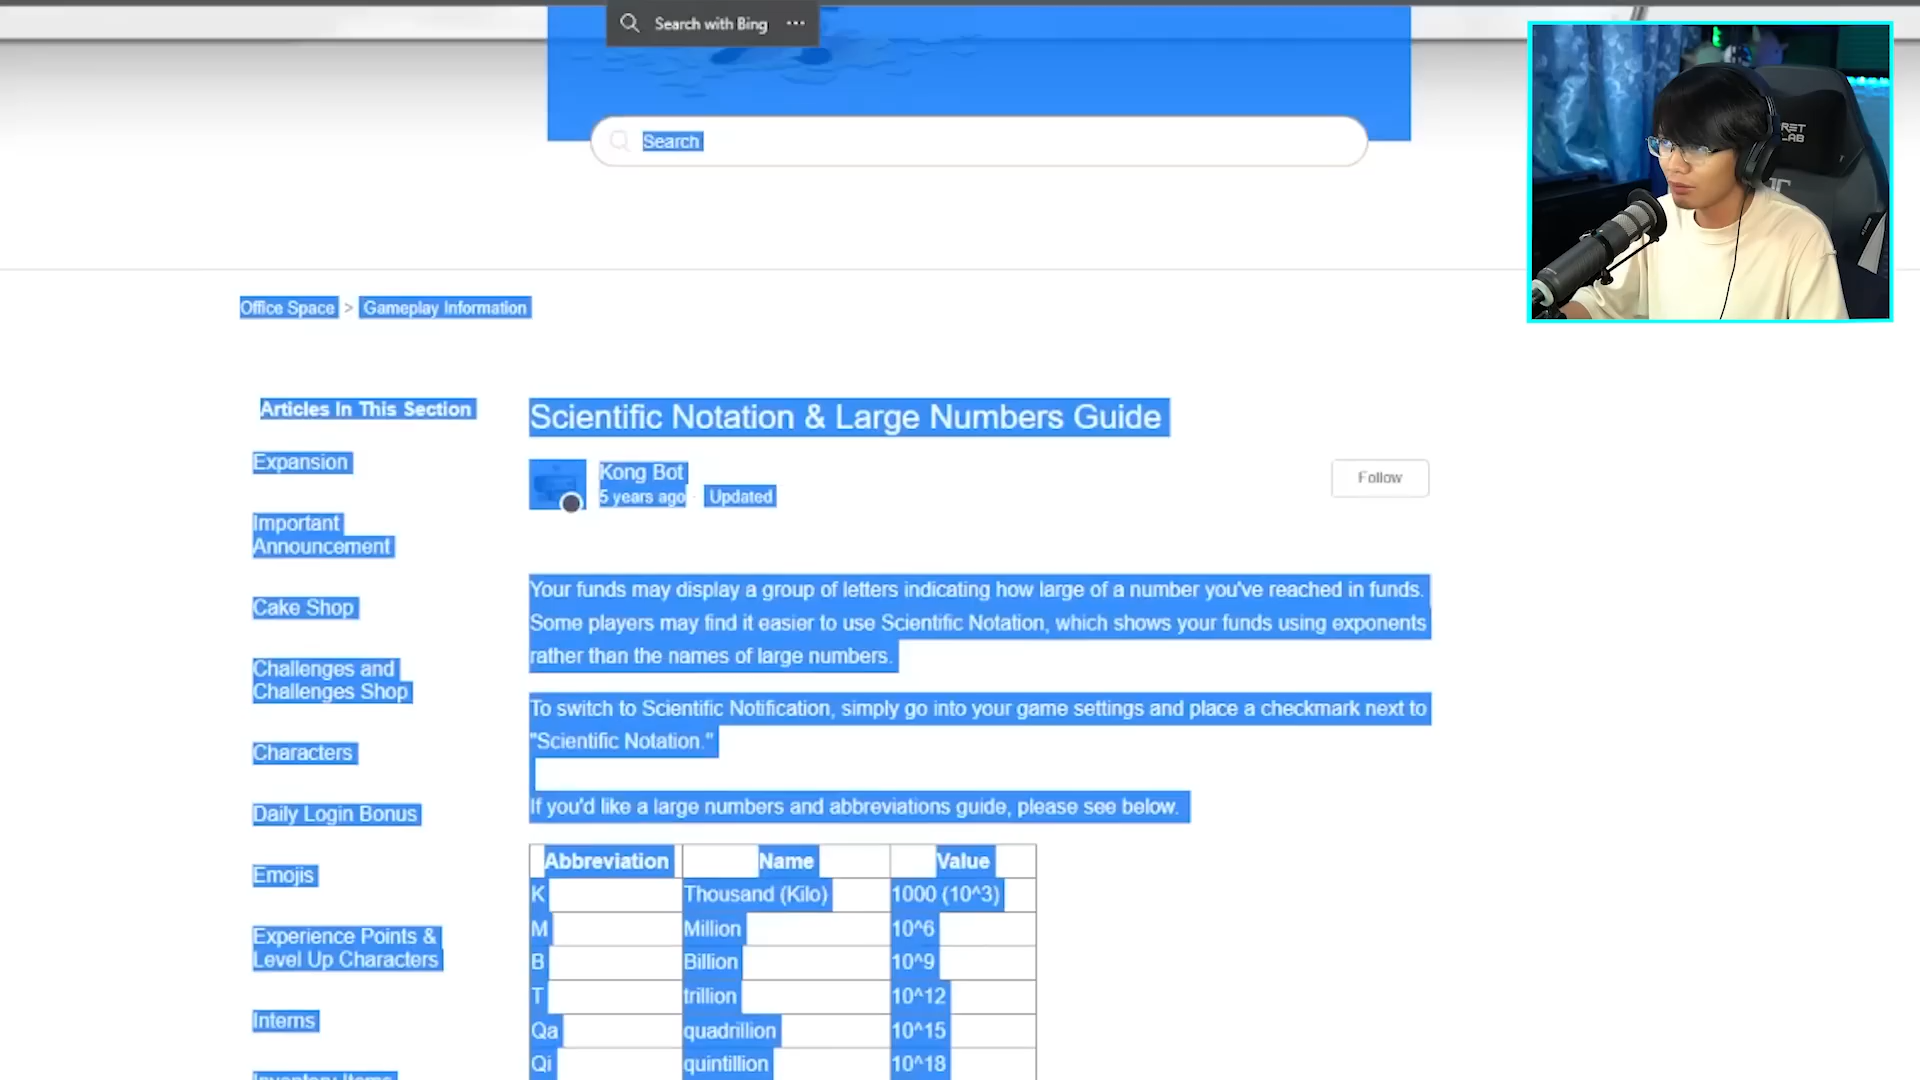 Search with Bing ...
Search
Office Space > Gameplay Information
Articles In This Section
Expansion
Important
Announcement
Cake Shop
Challenges and
Challenges Shop
Characters
Daily Login Bonus
Emojis
Experience Points &
Level Up Characters
Interns
Inventory Items
Scientific Notation & Large Numbers Guide
Kong Bot
5 years ago · Updated
Follow
Your funds may display a group of letters indicating how large of a number you've reached in funds.
Some players may find it easier to use Scientific Notation, which shows your funds using exponents
rather than the names of large numbers.
To switch to Scientific Notification, simply go into your game settings and place a checkmark next to
"Scientific Notation."
If you'd like a large numbers and abbreviations guide, please see below.
Abbreviation Name Value
K Thousand (Kilo) 1000 (10^3)
M Million 10^6
B Billion 10^9
T trillion 10^12
Qa quadrillion 10^15
Qi quintillion 10^18